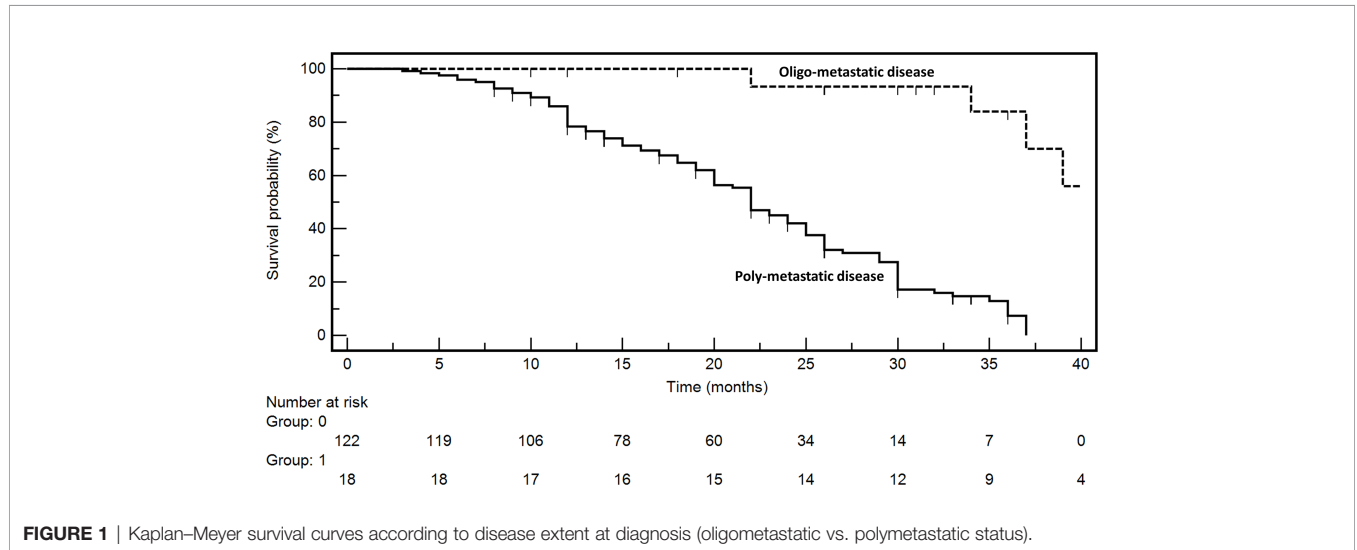 100
80
60
40
20
0
Survival probability (%)
Oligo-metastatic disease
Poly-metastatic disease
0 5 10 15 20 25 30 35 40
Time (months)
Number at risk
Group: 0
122 119 106 78 60 34 14 7 0
Group: 1
18 18 17 16 15 14 12 9 4
FIGURE 1 | Kaplan–Meyer survival curves according to disease extent at diagnosis (oligometastatic vs. polymetastatic status).